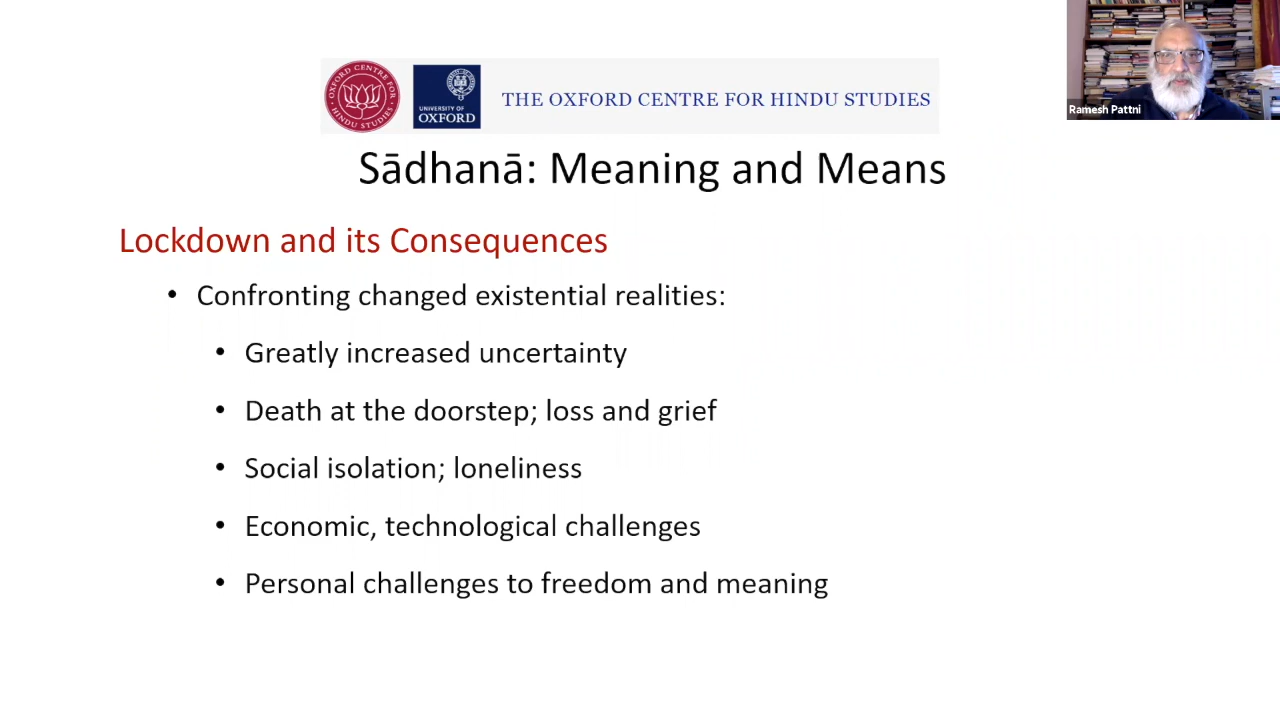 OXFORD CENTRE FOR HINDU STUDIES
UNIVERSITY OF
OXFORD
THE OXFORD CENTRE FOR HINDU STUDIES
Ramesh Pattni
Sādhanā: Meaning and Means
Lockdown and its Consequences
• Confronting changed existential realities:
• Greatly increased uncertainty
• Death at the doorstep; loss and grief
• Social isolation; loneliness
• Economic, technological challenges
• Personal challenges to freedom and meaning